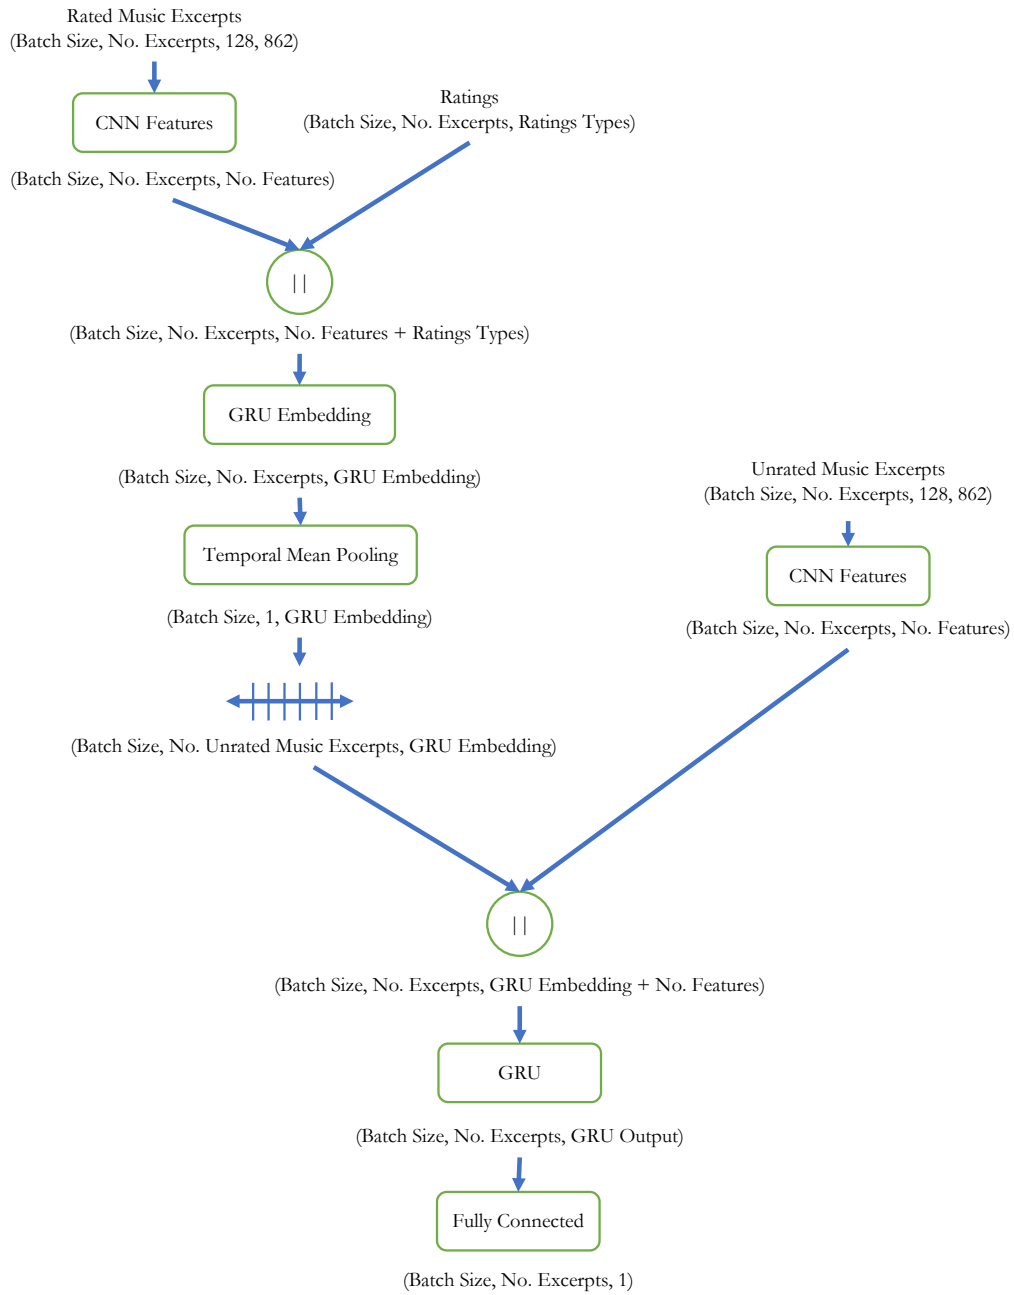 Rated Music Excerpts
(Batch Size, No. Excerpts, 128, 862)
CNN Features
(Batch Size, No. Excerpts, No. Features)
Ratings
(Batch Size, No. Excerpts, Ratings Types)
||
(Batch Size, No. Excerpts, No. Features + Ratings Types)
GRU Embedding
(Batch Size, No. Excerpts, GRU Embedding)
Temporal Mean Pooling
(Batch Size, 1, GRU Embedding)
(Batch Size, No. Unrated Music Excerpts, GRU Embedding)
Unrated Music Excerpts
(Batch Size, No. Excerpts, 128, 862)
CNN Features
(Batch Size, No. Excerpts, No. Features)
||
(Batch Size, No. Excerpts, GRU Embedding + No. Features)
GRU
(Batch Size, No. Excerpts, GRU Output)
Fully Connected
(Batch Size, No. Excerpts, 1)